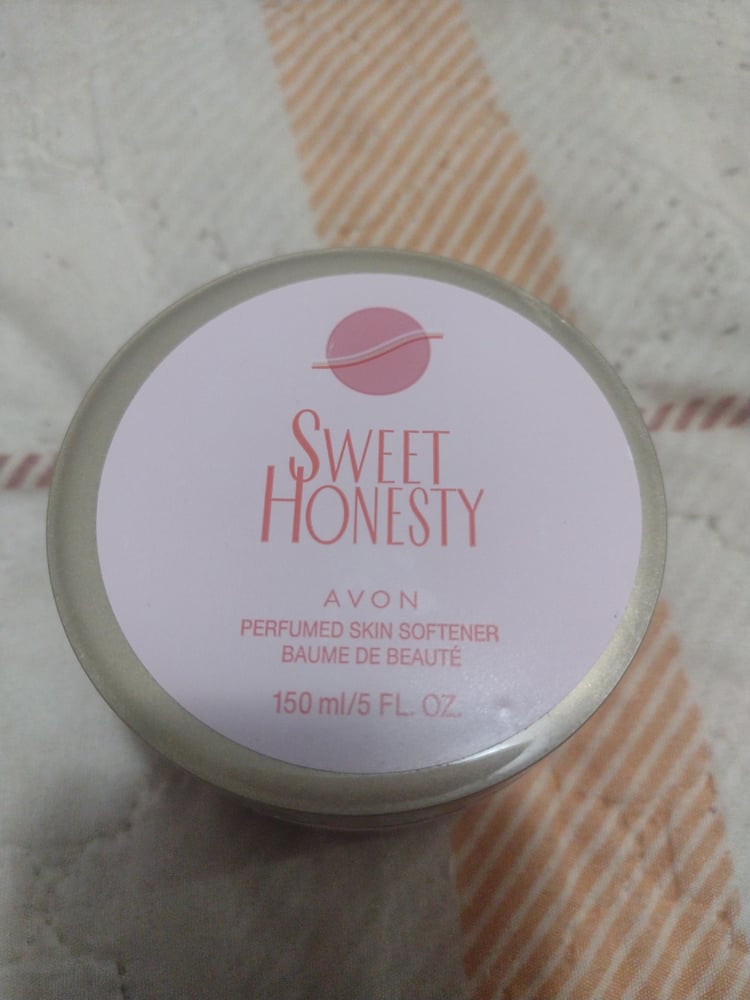 SWEET
HONESTY
AVON
PERFUMED SKIN SOFTENER
BAUME DE BEAUTÉ
150 ml/5 FL. OZ.